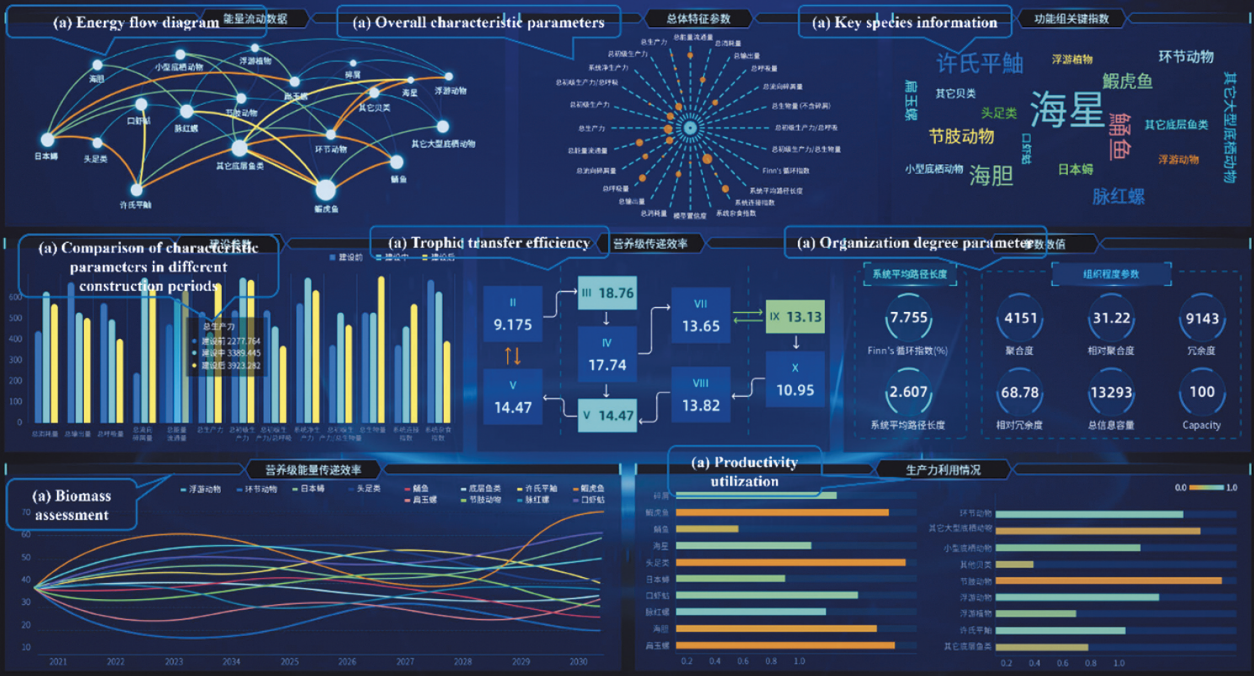 (a) Energy flow diagram
能量流动数据
海胆
小型底栖动物
浮游植物
扁玉螺
碎屑
海星
浮游动物
其它贝类
口虾蛄
脉红螺
节肢动物
日本蟳
头足类
其它底层鱼类
环节动物
其它大型底栖动物
鲬鱼
许氏平鲉
鰕虎鱼
(a) Overall characteristic parameters
总体特征参数
总能量流通量
总消耗量
总输出量
总呼吸量
总流向碎屑量
总生物量 (不含碎屑)
总初级生产力/总呼吸
总初级生产力/总生物量
Finn's 循环指数
系统平均路径长度
系统连接指数
系统杂食指数
模型置信度
总消耗量
总输出量
总呼吸量
总流向碎屑量
总能量流通量
总生产力
总初级生产力
总初级生产力/总呼吸
系统净生产力
总初级生产力
总生产力
(a) Key species information
功能组关键指数
许氏平鲉
浮游植物
环节动物
扁玉螺
其它贝类
鰕虎鱼
其它大型底栖动物
头足类
海星
鲬鱼
其它底层鱼类
节肢动物
口虾蛄
小型底栖动物
海胆
日本蟳
浮游动物
脉红螺
(a) Comparison of characteristic
parameters in different
construction periods
建设参数
建设前
建设中
建设后
600
500
400
300
200
100
0
总生产力
建设前 2277.764
建设中 3389.445
建设后 3923.282
总消耗量
总输出量
总呼吸量
总流向
碎屑量
总能量
流通量
总生产力
总初级生
产力
总初级生
产力/总呼吸
系统净生
产力
总初级生产
力/总生物量
总生物量
系统连接
指数
系统杂食
指数
(a) Trophic transfer efficiency
营养级传递效率
II
9.175
III 18.76
VII
13.65
IX 13.13
IV
17.74
V
14.47
V 14.47
VIII
13.82
X
10.95
(a) Organization degree parameter
参数数值
系统平均路径长度
组织程度参数
7.755
Finn's 循环指数(%)
4151
聚合度
31.22
相对聚合度
9143
冗余度
2.607
系统平均路径长度
68.78
相对冗余度
13293
总信息容量
100
Capacity
(a) Biomass
assessment
营养级能量传递效率
浮游动物
环节动物
日本蟳
头足类
鲬鱼
底层鱼类
许氏平鲉
鰕虎鱼
扁玉螺
节肢动物
脉红螺
口虾蛄
70
60
50
40
30
20
10
2021
2022
2023
2024
2025
2026
2027
2028
2029
2030
(a) Productivity
utilization
生产力利用情况
0.0
1.0
碎屑
鰕虎鱼
鲬鱼
海星
头足类
日本蟳
口虾蛄
脉红螺
海胆
扁玉螺
0.2
0.4
0.6
0.8
1.0
环节动物
其它大型底栖动物
小型底栖动物
其他贝类
节肢动物
浮游动物
浮游植物
许氏平鲉
其它底层鱼类
0.2
0.4
0.6
0.8
1.0